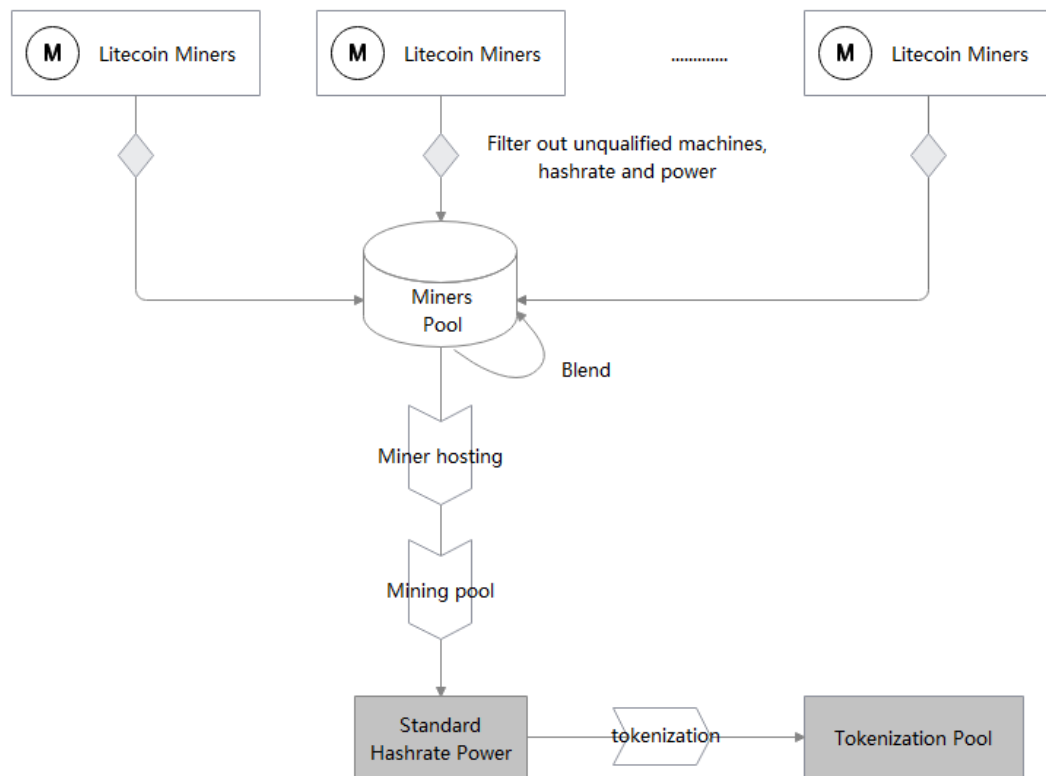 M Litecoin Miners
M Litecoin Miners
.............
M Litecoin Miners
Filter out unqualified machines,
hashrate and power
Miners
Pool
Blend
Miner hosting
Mining pool
Standard
Hashrate Power
tokenization
Tokenization Pool